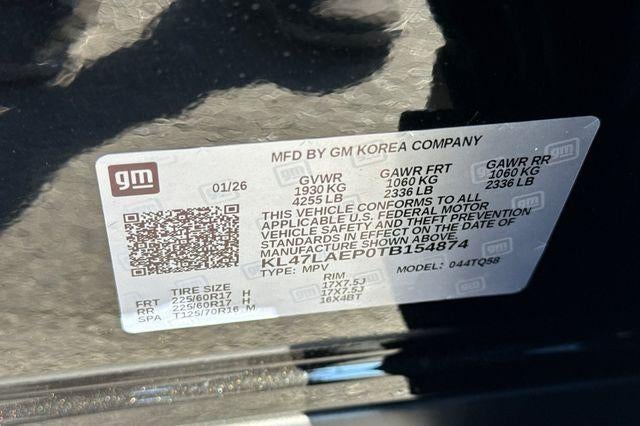 MFD BY GM KOREA COMPANY
gm
01/26
GVWR GAWR FRT GAWR RR
1930 KG 1060 KG 1060 KG
4255 LB 2336 LB 2336 LB
THIS VEHICLE CONFORMS TO ALL
APPLICABLE U.S. FEDERAL MOTOR
VEHICLE SAFETY AND THEFT PREVENTION
STANDARDS IN EFFECT ON THE DATE OF
MANUFACTURE SHOWN ABOVE.
KL47LAEP0TB154874
TYPE: MPV MODEL: 044TQ58
TIRE SIZE RIM
FRT 225/60R17 H 17X7.5J
RR 225/60R17 H 17X7.5J
SPA T125/70R16 M 16X4BT